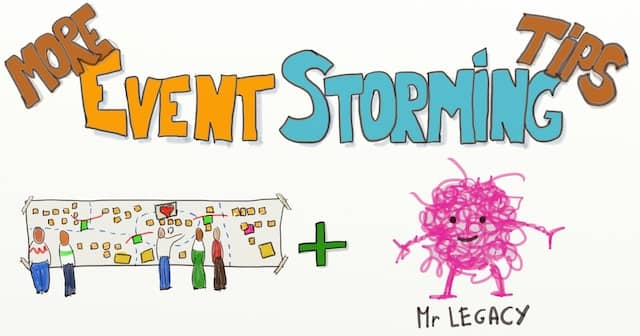 MORE
EVENT STORMING
TIPS
Mr LEGACY